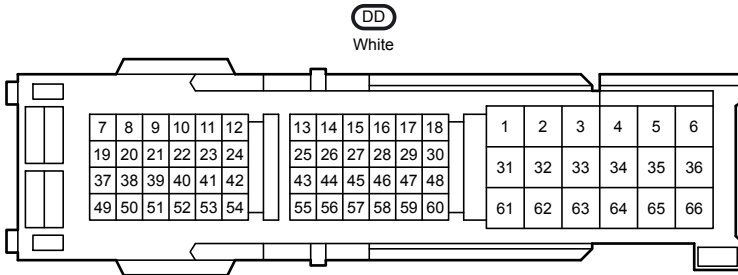 DD
White
7 8 9 10 11 12 13 14 15 16 17 18 1 2 3 4 5 6
19 20 21 22 23 24 25 26 27 28 29 30 31 32 33 34 35 36
37 38 39 40 41 42 43 44 45 46 47 48
49 50 51 52 53 54 55 56 57 58 59 60 61 62 63 64 65 66